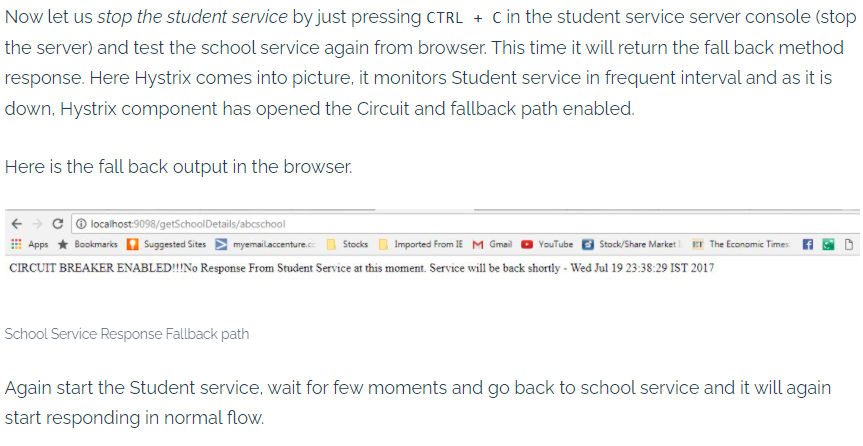 Now let us stop the student service by just pressing CTRL + C in the student service server console (stop
the server) and test the school service again from browser. This time it will return the fall back method
response. Here Hystrix comes into picture, it monitors Student service in frequent interval and as it is
down, Hystrix component has opened the Circuit and fallback path enabled.
Here is the fall back output in the browser.
localhost:9098/getSchoolDetails/abcschool
Apps Bookmarks Suggested Sites myemail.accenture.c Stocks Imported From IE Gmail YouTube Stock/Share Market ET The Economic Times
CIRCUIT BREAKER ENABLED!!!No Response From Student Service at this moment. Service will be back shortly - Wed Jul 19 23:38:29 IST 2017
School Service Response Fallback path
Again start the Student service, wait for few moments and go back to school service and it will again
start responding in normal flow.